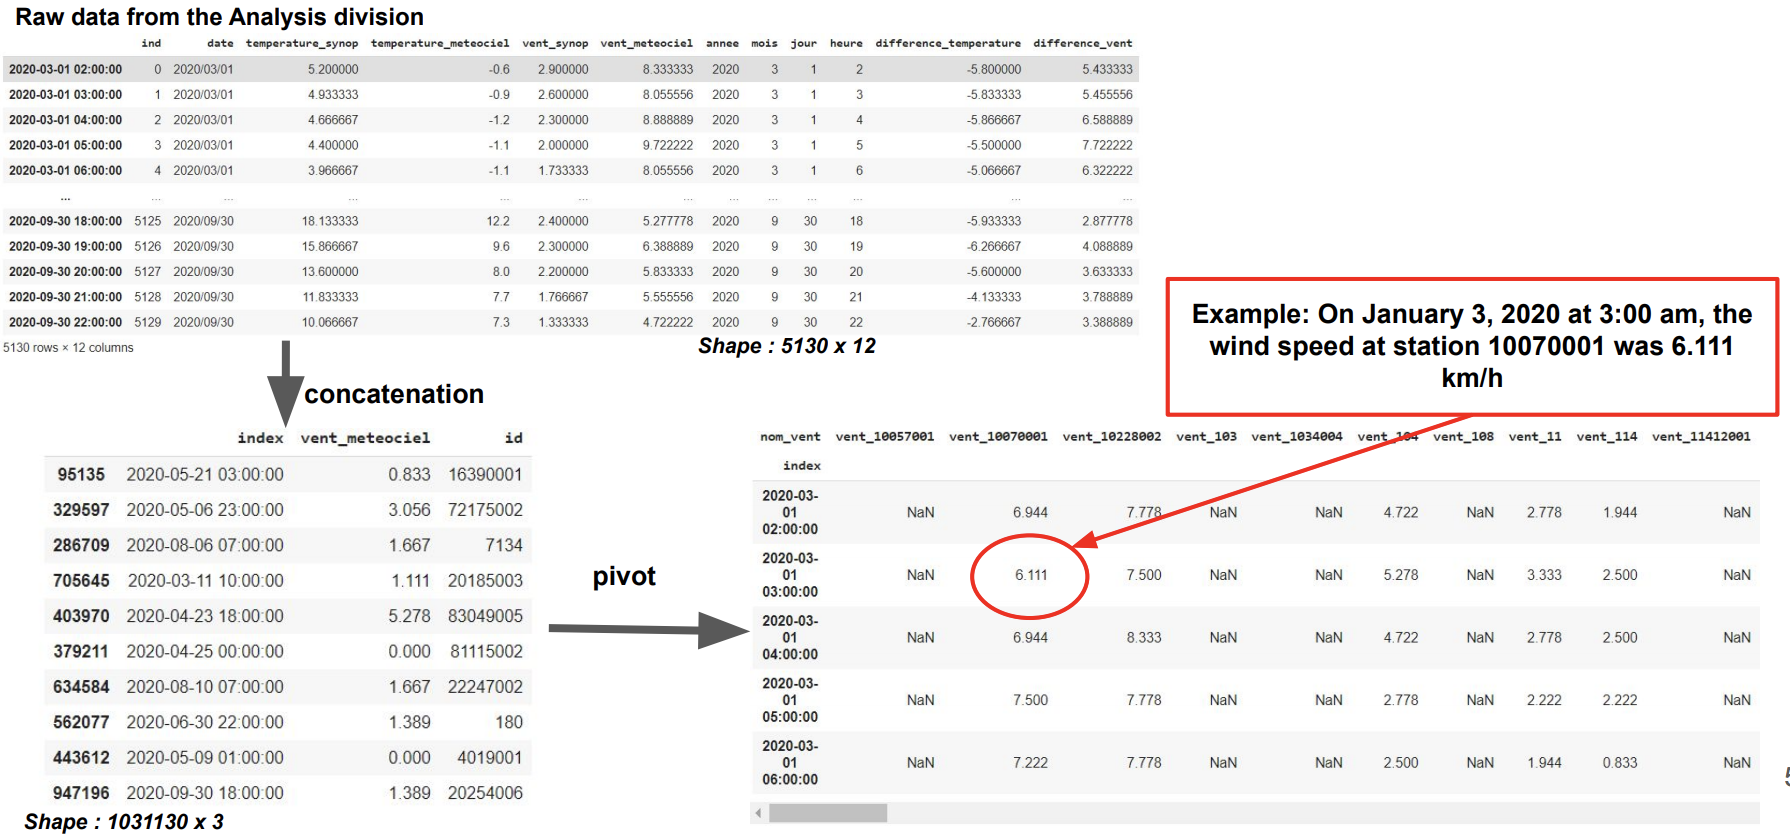 Raw data from the Analysis division
ind date temperature_synop temperature_meteociel vent_synop vent_meteociel annee mois jour heure difference_temperature difference_vent
2020-03-01 02:00:00 0 2020/03/01 5.200000 -0.6 2.900000 8.333333 2020 3 1 2 -5.800000 5.433333
2020-03-01 03:00:00 1 2020/03/01 4.933333 -0.9 2.600000 8.055556 2020 3 1 3 -5.833333 5.455556
2020-03-01 04:00:00 2 2020/03/01 4.666667 -1.2 2.300000 8.888889 2020 3 1 4 -5.866667 6.588889
2020-03-01 05:00:00 3 2020/03/01 4.400000 -1.1 2.000000 9.722222 2020 3 1 5 -5.500000 7.722222
2020-03-01 06:00:00 4 2020/03/01 3.966667 -1.1 1.733333 8.055556 2020 3 1 6 -5.066667 6.322222
... ... ... ... ... ... ... ... ... ... ... ... ...
2020-09-30 18:00:00 5125 2020/09/30 18.133333 12.2 2.400000 5.277778 2020 9 30 18 -5.933333 2.877778
2020-09-30 19:00:00 5126 2020/09/30 15.866667 9.6 2.300000 6.388889 2020 9 30 19 -6.266667 4.088889
2020-09-30 20:00:00 5127 2020/09/30 13.600000 8.0 2.200000 5.833333 2020 9 30 20 -5.600000 3.633333
2020-09-30 21:00:00 5128 2020/09/30 11.833333 7.7 1.766667 5.555556 2020 9 30 21 -4.133333 3.788889
2020-09-30 22:00:00 5129 2020/09/30 10.066667 7.3 1.333333 4.722222 2020 9 30 22 -2.766667 3.388889
5130 rows × 12 columns
Shape : 5130 x 12
Example: On January 3, 2020 at 3:00 am, the
wind speed at station 10070001 was 6.111
km/h
concatenation
index vent_meteociel id
95135 2020-05-21 03:00:00 0.833 16390001
329597 2020-05-06 23:00:00 3.056 72175002
286709 2020-08-06 07:00:00 1.667 7134
705645 2020-03-11 10:00:00 1.111 20185003
403970 2020-04-23 18:00:00 5.278 83049005
379211 2020-04-25 00:00:00 0.000 81115002
634584 2020-08-10 07:00:00 1.667 22247002
562077 2020-06-30 22:00:00 1.389 180
443612 2020-05-09 01:00:00 0.000 4019001
947196 2020-09-30 18:00:00 1.389 20254006
Shape : 1031130 x 3
pivot
nom_vent vent_10057001 vent_10070001 vent_10228002 vent_103 vent_1034004 vent_104 vent_108 vent_11 vent_114 vent_11412001
index
2020-03-
01
02:00:00
NaN 6.944 7.778 NaN NaN 4.722 NaN 2.778 1.944 NaN
2020-03-
01
03:00:00
NaN 6.111 7.500 NaN NaN 5.278 NaN 3.333 2.500 NaN
2020-03-
01
04:00:00
NaN 6.944 8.333 NaN NaN 4.722 NaN 2.778 2.500 NaN
2020-03-
01
05:00:00
NaN 7.500 7.778 NaN NaN 2.778 NaN 2.222 2.222 NaN
2020-03-
01
06:00:00
NaN 7.222 7.778 NaN NaN 2.500 NaN 1.944 0.833 NaN